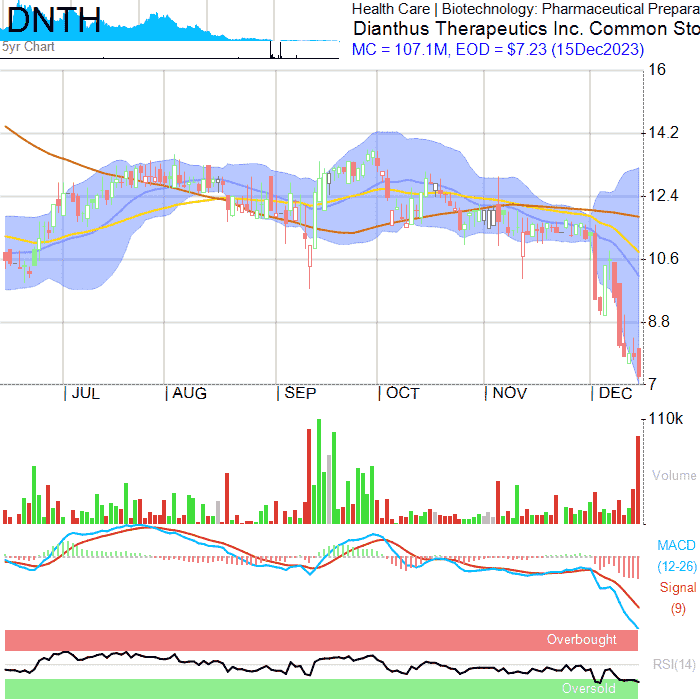 DNTH
5yr Chart
Health Care | Biotechnology: Pharmaceutical Prepara
Dianthus Therapeutics Inc. Common Sto
MC = 107.1M, EOD = $7.23 (15Dec2023)
16
14.2
12.4
10.6
8.8
7
| JUL | AUG | SEP | OCT | NOV | DEC
110k
Volume
MACD
(12-26)
Signal
(9)
Overbought
RSI(14)
Oversold